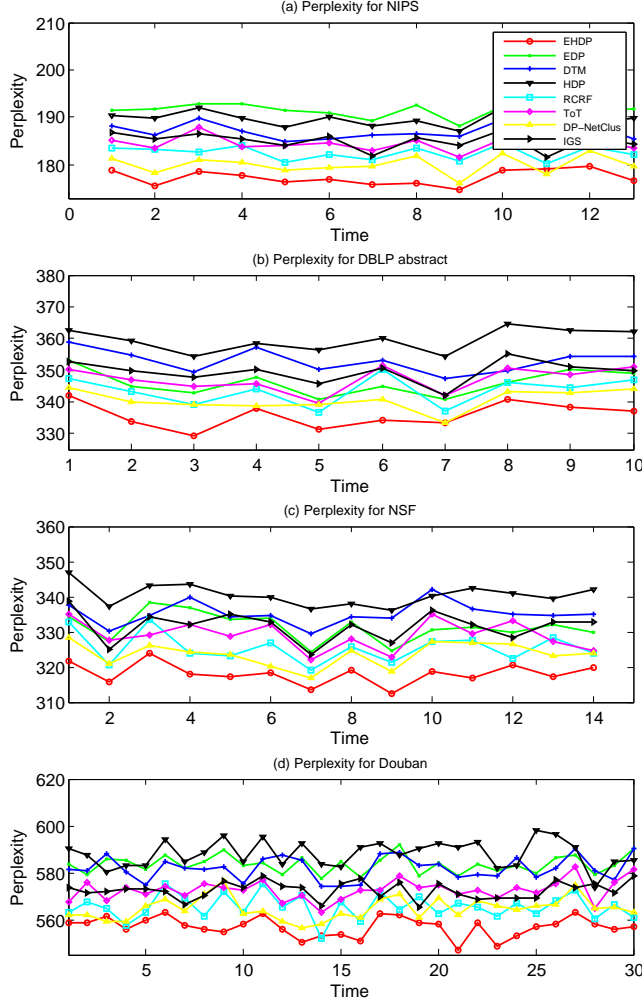 (a) Perplexity for NIPS
210
200
190
180
Perplexity
0 2 4 6 8 10 12
Time
EHDP
EDP
DTM
HDP
RCRF
ToT
DP-NetClus
IGS
(b) Perplexity for DBLP abstract
380
370
360
350
340
330
Perplexity
1 2 3 4 5 6 7 8 9 10
Time
(c) Perplexity for NSF
360
350
340
330
320
310
Perplexity
2 4 6 8 10 12 14
Time
(d) Perplexity for Douban
620
600
580
560
Perplexity
5 10 15 20 25 30
Time